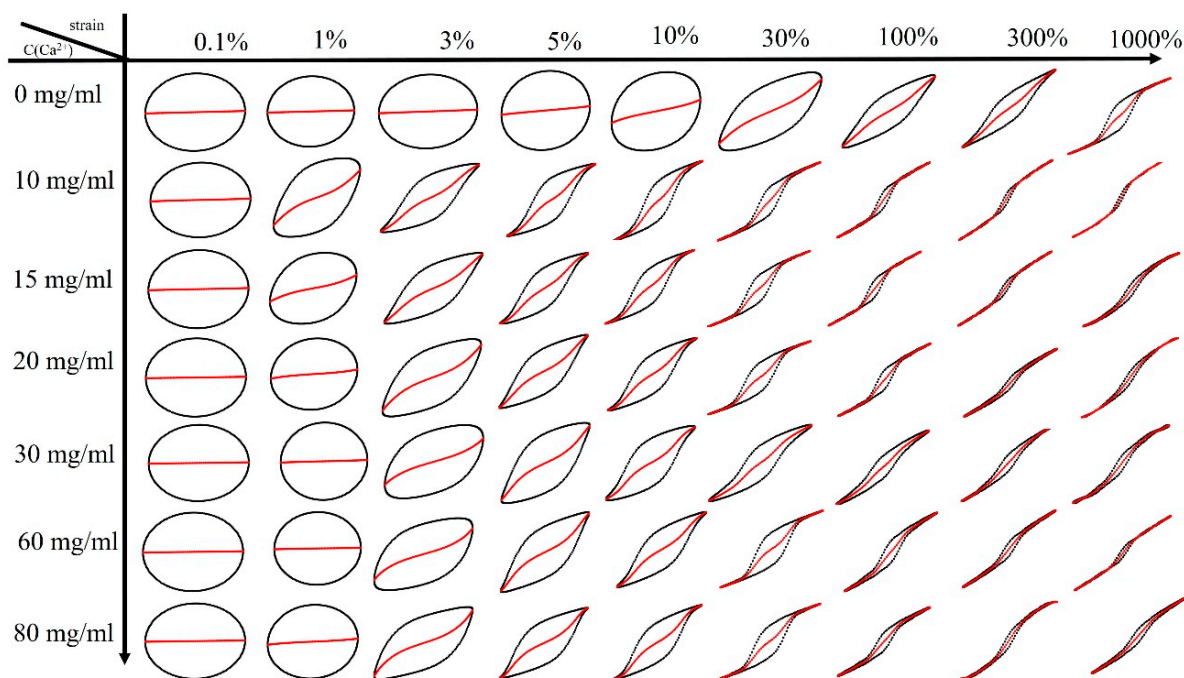 strain
C(Ca²⁺)
0.1% 1% 3% 5% 10% 30% 100% 300% 1000%
0 mg/ml
10 mg/ml
15 mg/ml
20 mg/ml
30 mg/ml
60 mg/ml
80 mg/ml